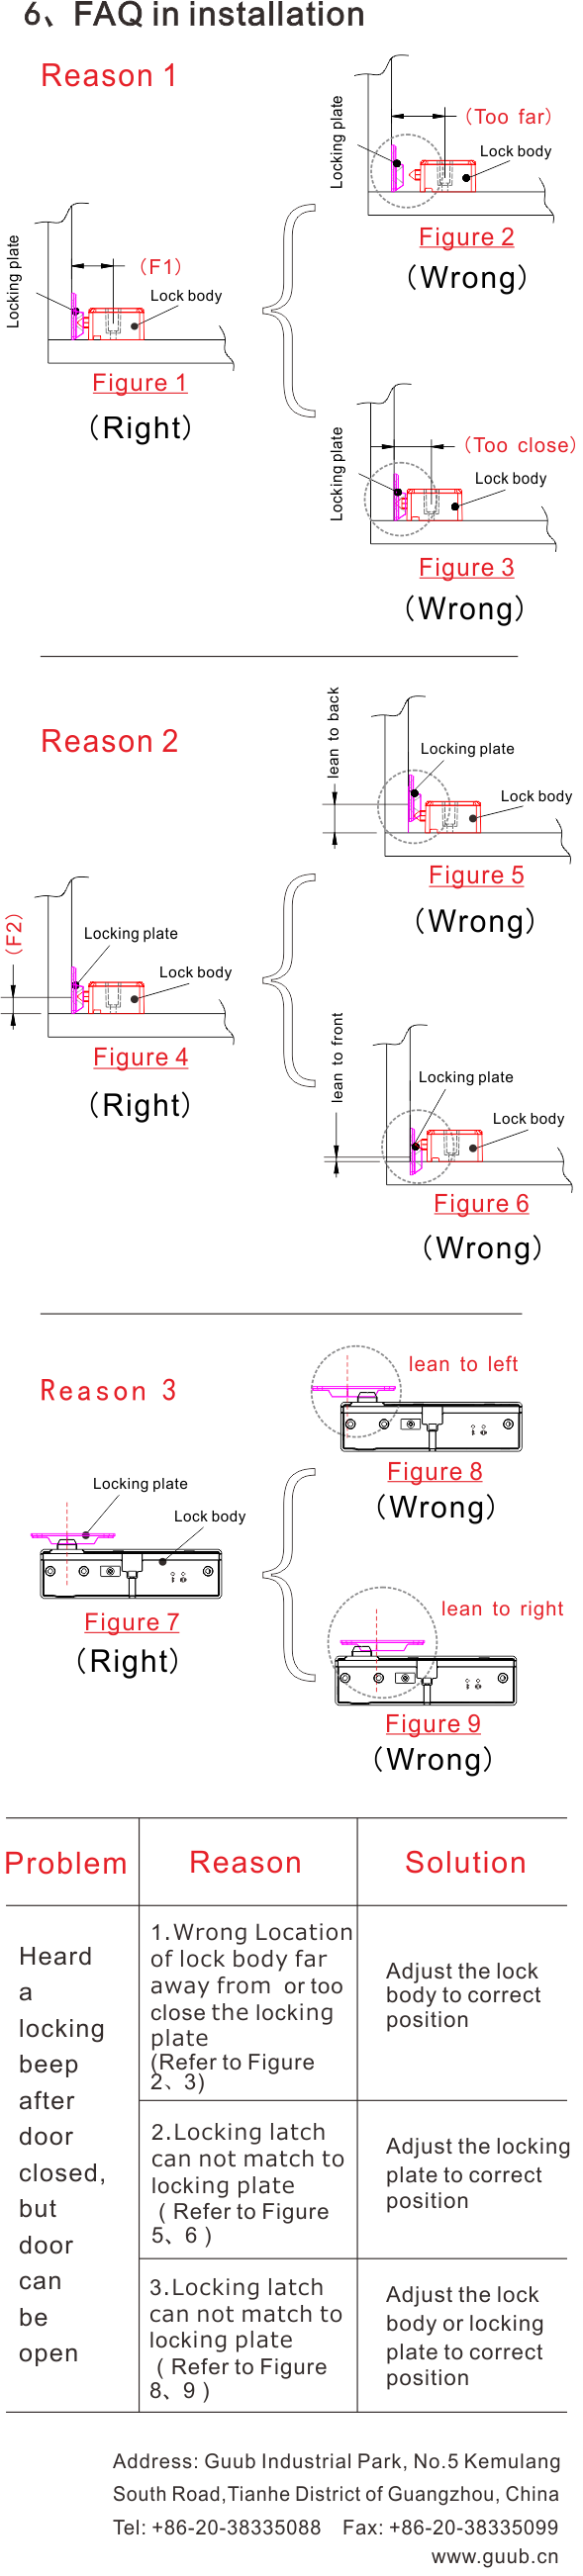 6、FAQ in installation
Reason 1
Locking plate
（Too far）
Lock body
Figure 2
（Wrong）
Locking plate
（F1）
Lock body
Figure 1
（Right）
Locking plate
（Too close）
Lock body
Figure 3
（Wrong）
Reason 2
lean to back
Locking plate
Lock body
Figure 5
（Wrong）
（F2）
Locking plate
Lock body
Figure 4
（Right）
lean to front
Locking plate
Lock body
Figure 6
（Wrong）
Reason 3
lean to left
Figure 8
（Wrong）
Locking plate
Lock body
Figure 7
（Right）
lean to right
Figure 9
（Wrong）
Problem
Reason
Solution
Heard
a
locking
beep
after
door
closed,
but
door
can
be
open
1.Wrong Location
of lock body far
away from or too
close the locking
plate
(Refer to Figure
2、3)
Adjust the lock
body to correct
position
2.Locking latch
can not match to
locking plate
( Refer to Figure
5、6 )
Adjust the locking
plate to correct
position
3.Locking latch
can not match to
locking plate
( Refer to Figure
8、9 )
Adjust the lock
body or locking
plate to correct
position
Address: Guub Industrial Park, No.5 Kemulang
South Road,Tianhe District of Guangzhou, China
Tel: +86-20-38335088 Fax: +86-20-38335099
www.guub.cn